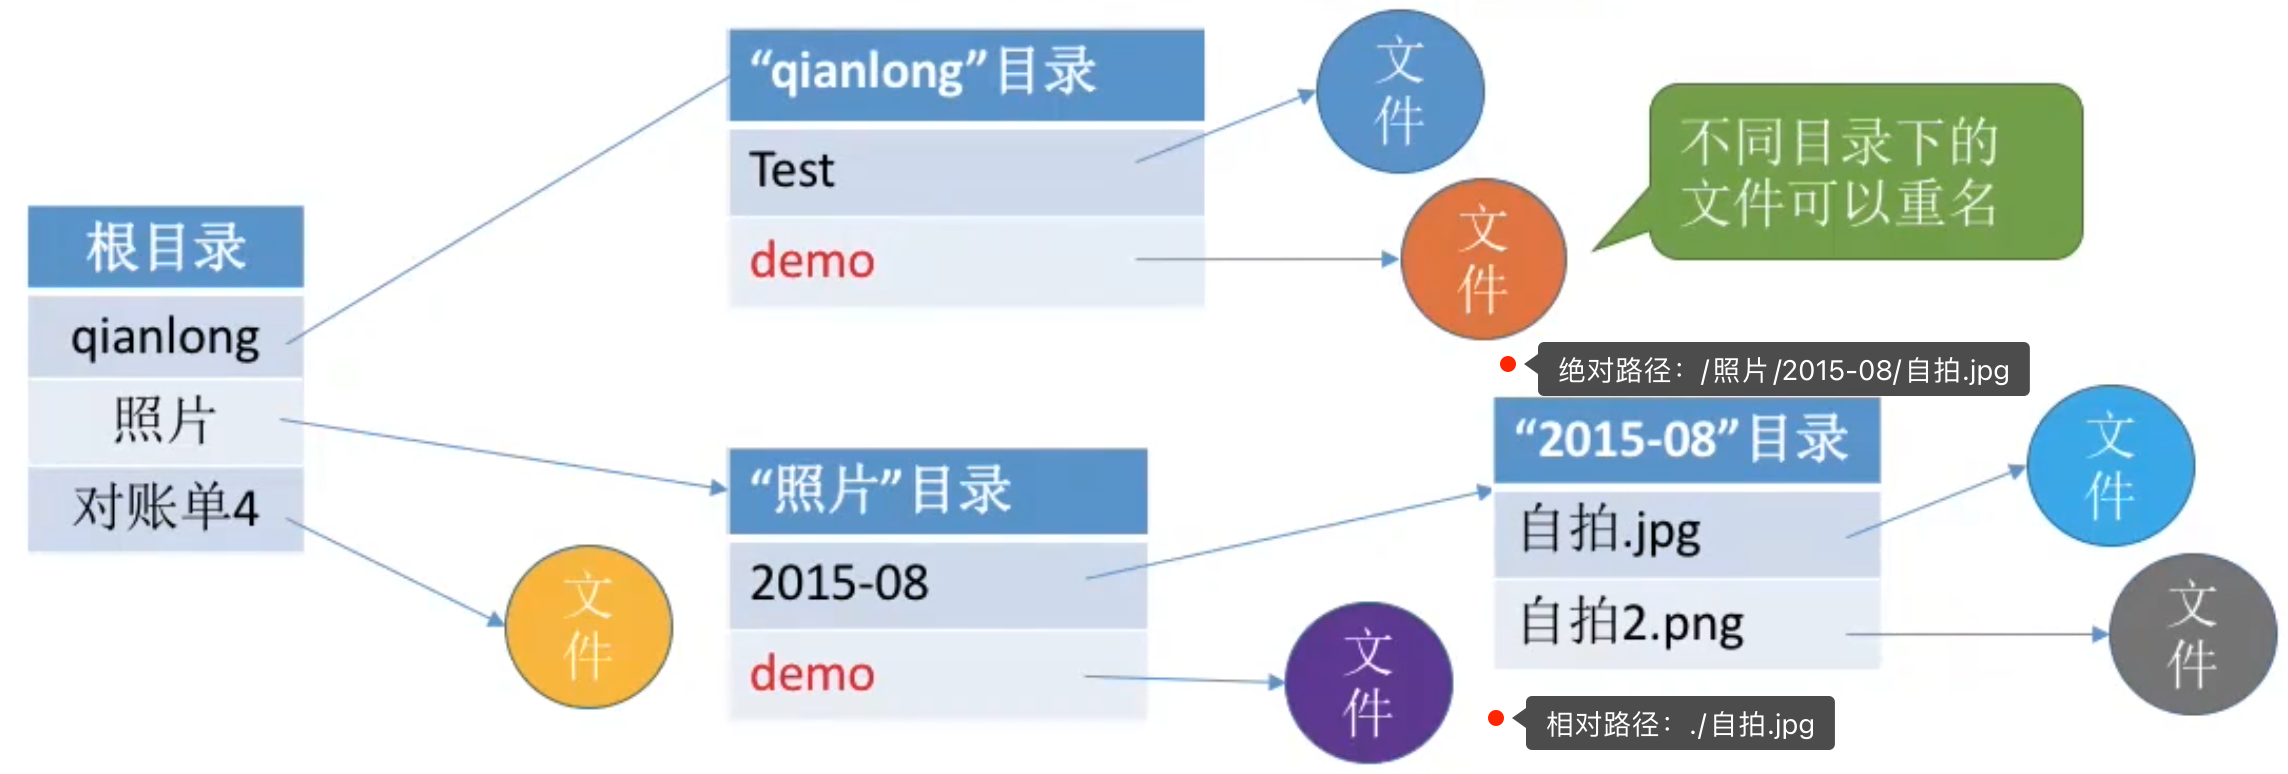 根目录
qianlong
照片
对账单4
文
件
“qianlong”目录
Test
demo
文
件
文
件
不同目录下的
文件可以重名
“照片”目录
2015-08
demo
文
件
绝对路径：/照片/2015-08/自拍.jpg
“2015-08”目录
自拍.jpg
自拍2.png
文
件
文
件
相对路径：./自拍.jpg